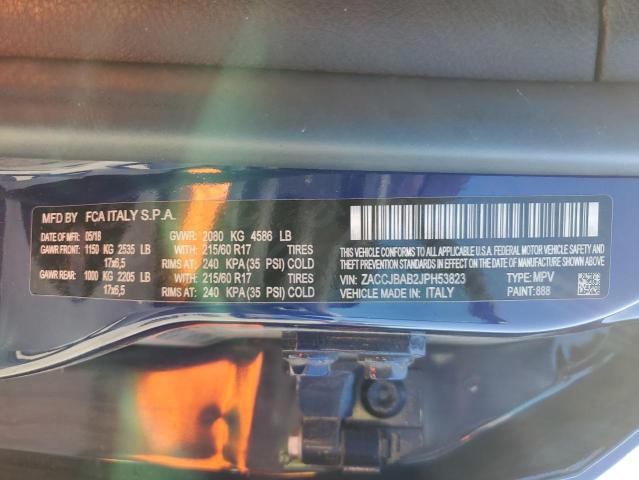 MFD BY FCA ITALY S.P.A.
DATE OF MFR: 05/18 GVWR: 2080 KG 4586 LB
GAWR FRONT: 1150 KG 2535 LB WITH: 215/60 R17 TIRES
17x6,5 RIMS AT: 240 KPA (35 PSI) COLD
GAWR REAR: 1000 KG 2205 LB WITH: 215/60 R17 TIRES
17x6,5 RIMS AT: 240 KPA (35 PSI) COLD
THIS VEHICLE CONFORMS TO ALL APPLICABLE U.S.A. FEDERAL MOTOR VEHICLE SAFETY, BUMPER, AND
THEFT PREVENTION STANDARDS IN EFFECT ON THE DATE OF MANUFACTURE SHOWN ABOVE.
VIN: ZACCJBAB2JPH53823 TYPE: MPV
VEHICLE MADE IN: ITALY PAINT: 888